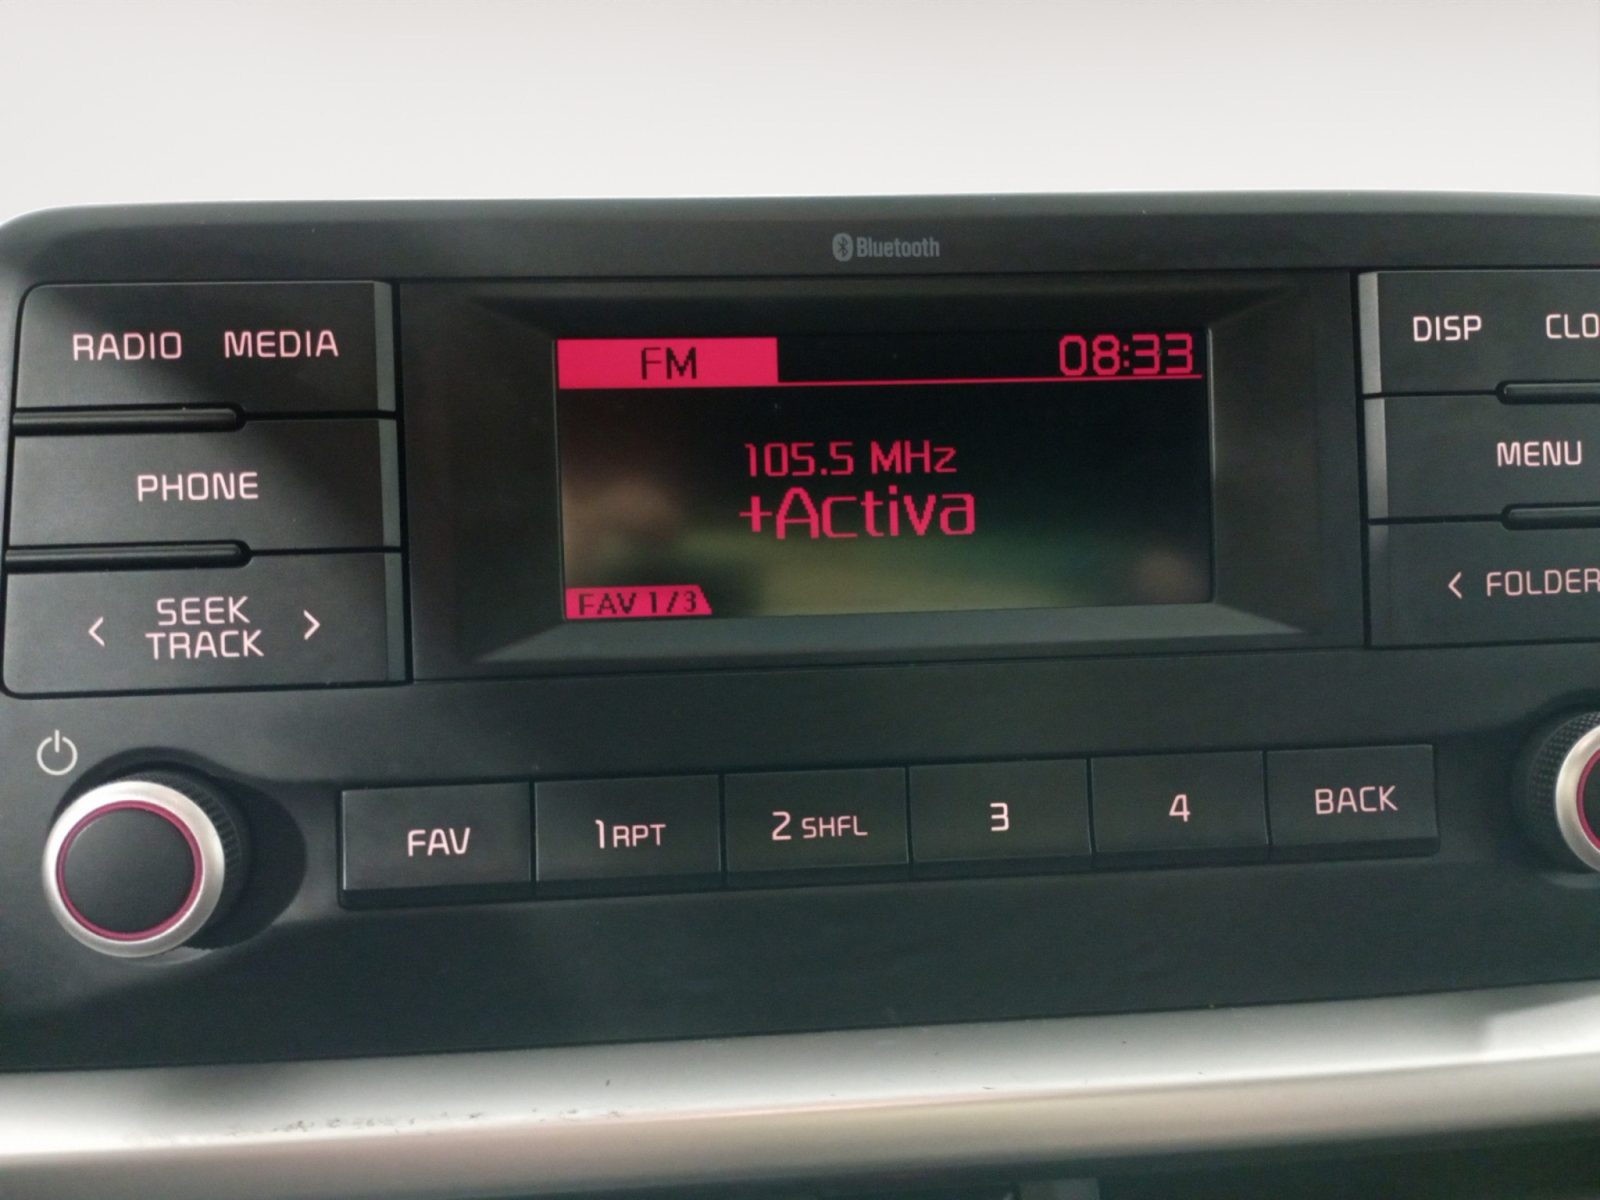 Bluetooth
RADIO MEDIA
FM 08:33
DISP CLO
PHONE
105.5 MHz
+Activa
MENU
< SEEK TRACK >
FAV 1/3
< FOLDER
FAV
1 RPT
2 SHFL
3
4
BACK